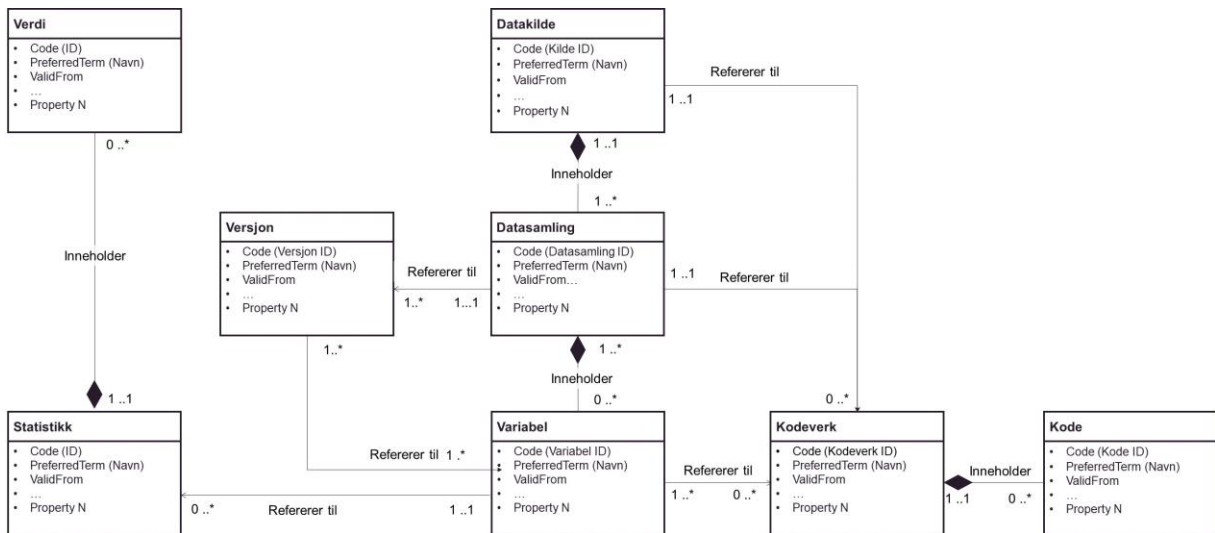 Verdi
• Code (ID)
• PreferredTerm (Navn)
• ValidFrom
• …
• Property N
0 ..*
Inneholder
1 ..1
Datakilde
• Code (Kilde ID)
• PreferredTerm (Navn)
• ValidFrom
• …
• Property N
Refererer til
1 ..1
1 ..1
Inneholder
1 ..*
Versjon
• Code (Versjon ID)
• PreferredTerm (Navn)
• ValidFrom
• …
• Property N
Refererer til
1..*
1...1
1..*
Datasamling
• Code (Datasamling ID)
• PreferredTerm (Navn)
• ValidFrom…
• …
• Property N
1 ..1
Refererer til
1 ..*
Inneholder
0 ..*
0 ..*
Statistikk
• Code (ID)
• PreferredTerm (Navn)
• ValidFrom
• …
• Property N
Refererer til 1 .*
0 ..*
Refererer til
1 ..1
Variabel
• Code (Variabel ID)
• PreferredTerm (Navn)
• ValidFrom
• …
• Property N
Refererer til
1 ..*
0 ..*
Kodeverk
• Code (Kodeverk ID)
• PreferredTerm (Navn)
• ValidFrom
• …
• Property N
Inneholder
1 ..1
0 ..*
Kode
• Code (Kode ID)
• PreferredTerm (Navn)
• ValidFrom
• …
• Property N